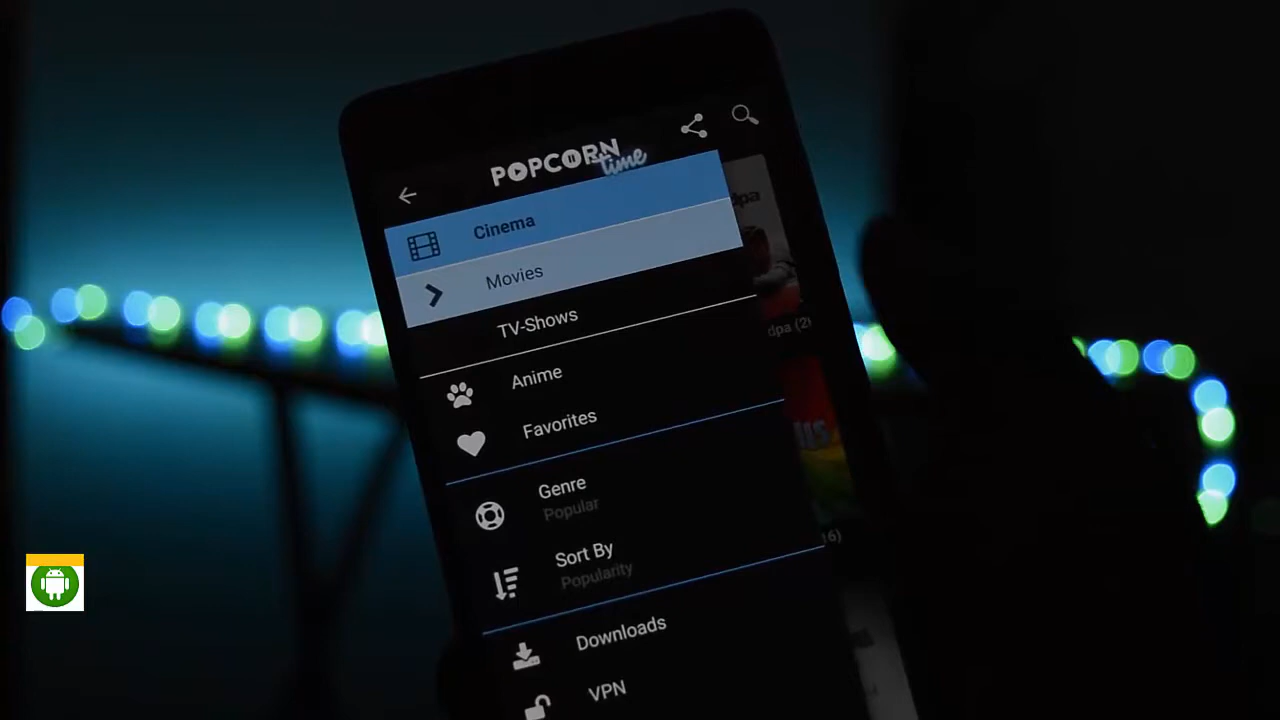 POPCORN
time
Cinema
Movies
TV-Shows
Anime
Favorites
Genre
Popular
Sort By
Popularity
Downloads
VPN